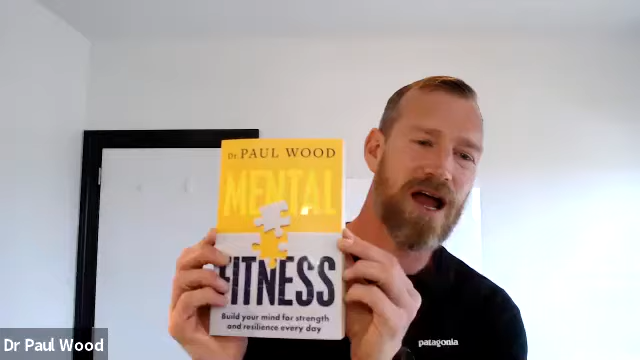 Dr PAUL WOOD
MENTAL
FITNESS
Build your mind for strength
and resilience every day
patagonia
Dr Paul Wood